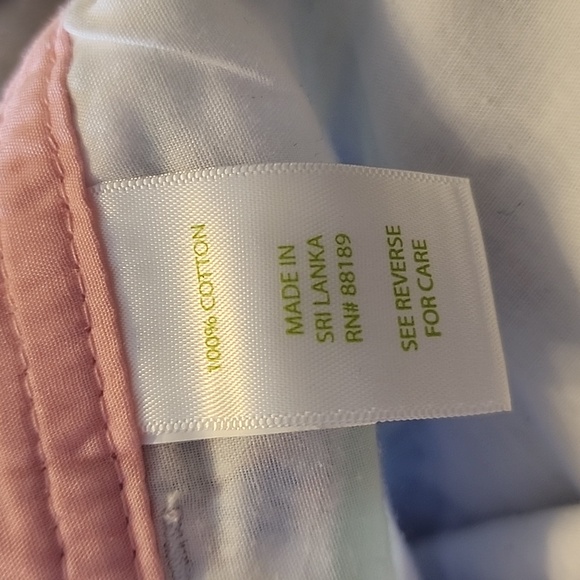 100% COTTON
MADE IN
SRI LANKA
RN# 88189
SEE REVERSE
FOR CARE